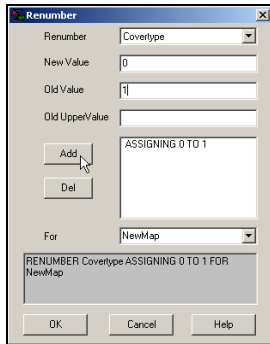 Renumber
Renumber Covertype
New Value 0
Old Value 1
Old UpperValue
Add
ASSIGNING 0 TO 1
Del
For NewMap
RENUMBER Covertype ASSIGNING 0 TO 1 FOR
NewMap
OK Cancel Help